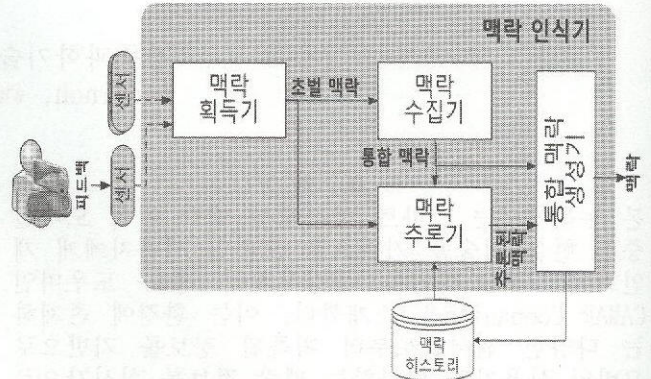 맥락 인식기
센서
맥락
획득기
초벌 맥락
맥락
수집기
통합 맥락
생성기
피드백
센서
통합 맥락
맥락
추론기
추론된
맥락
맥락
맥락
히스토리